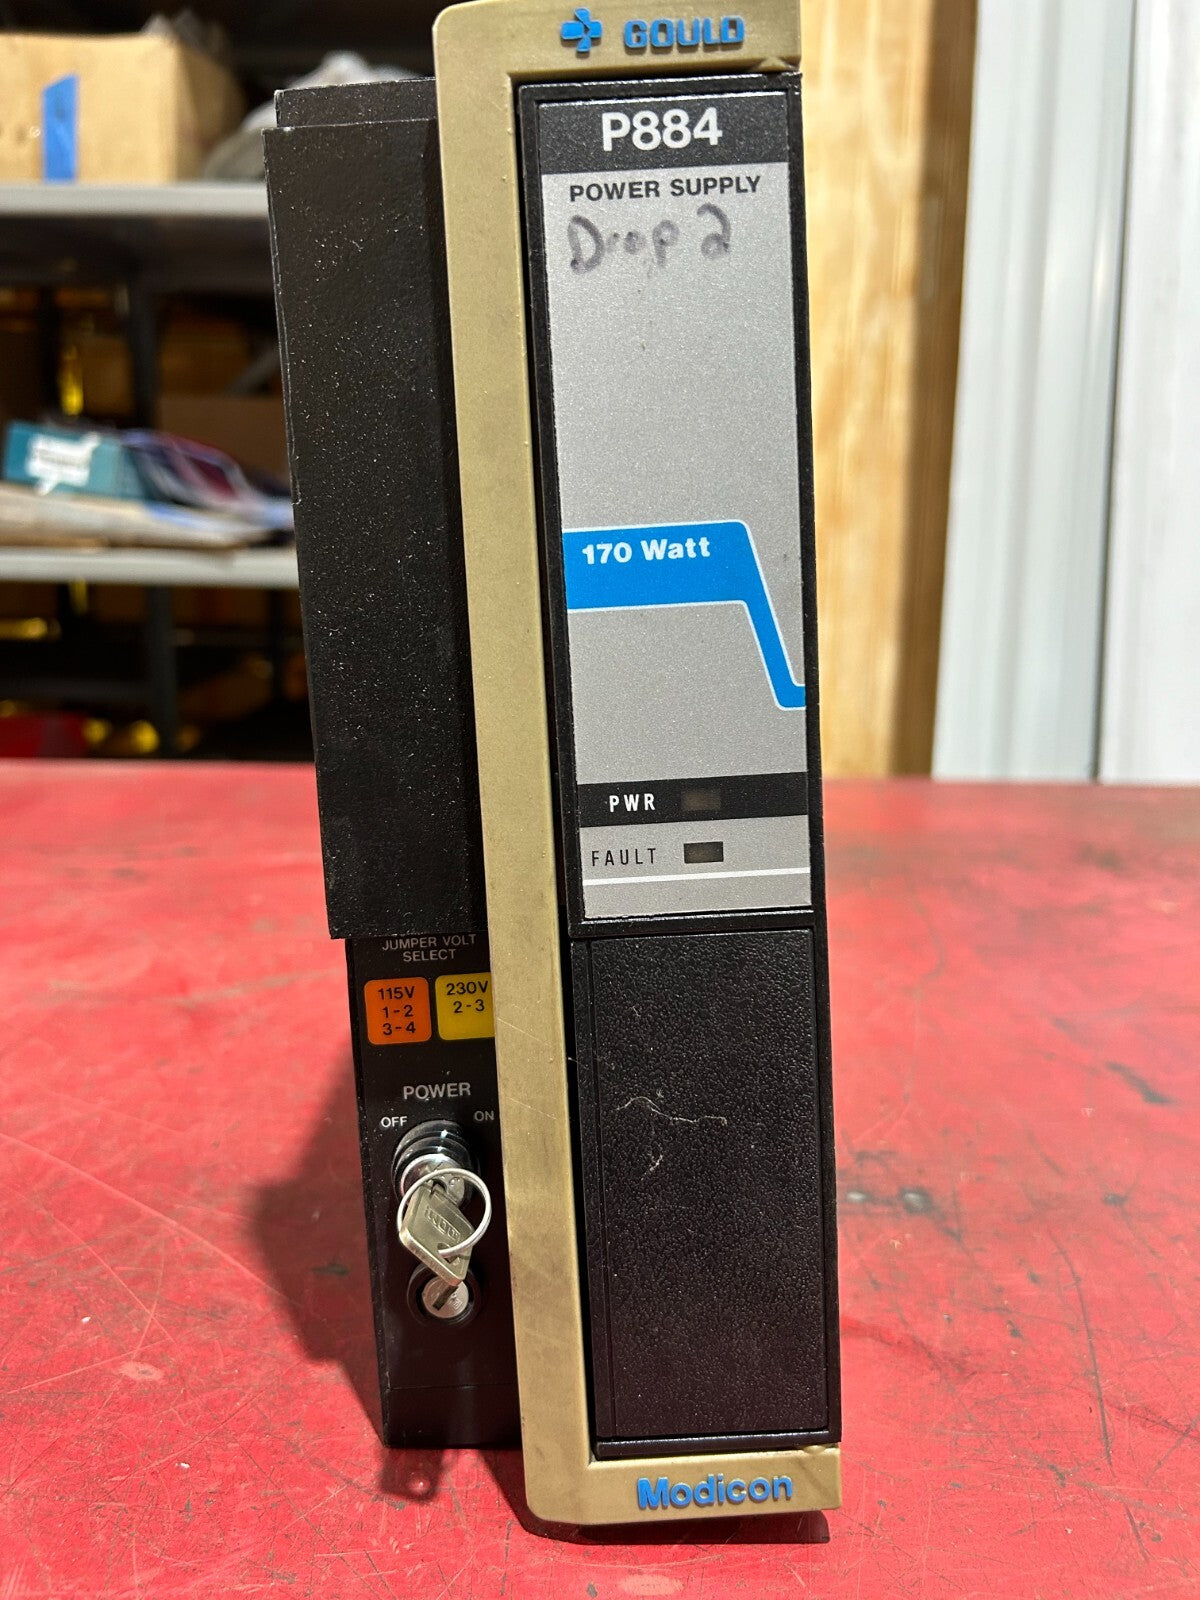 GOULD
P884
POWER SUPPLY
Drop 2
170 Watt
PWR
FAULT
JUMPER VOLT
SELECT
115V
1-2
3-4
230V
2-3
POWER
OFF
ON
Modicon